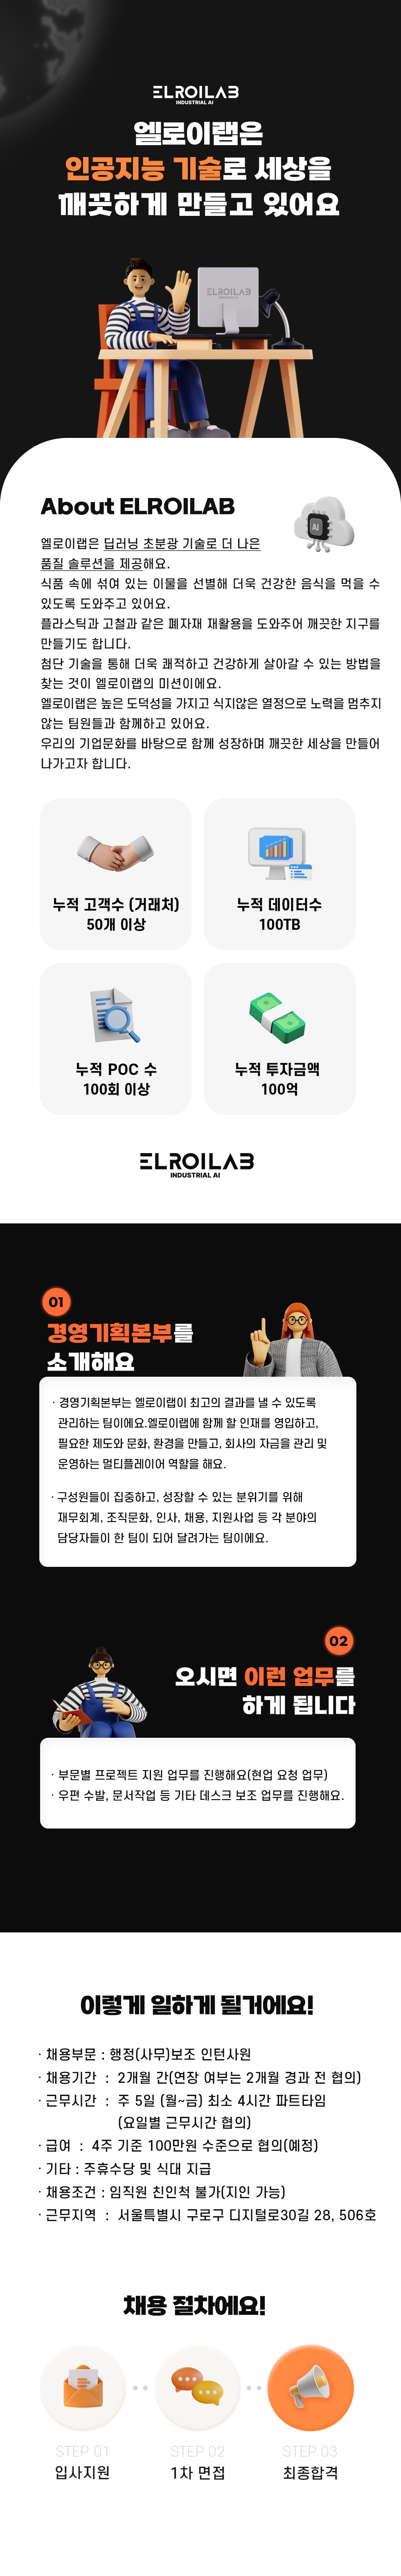 ELROILAB
INDUSTRIAL AI
엘로이랩은
인공지능 기술로 세상을
깨끗하게 만들고 있어요
ELROILAB
About ELROILAB
AI
엘로이랩은 딥러닝 초분광 기술로 더 나은
품질 솔루션을 제공해요.
식품 속에 섞여 있는 이물을 선별해 더욱 건강한 음식을 먹을 수
있도록 도와주고 있어요.
플라스틱과 고철과 같은 폐자재 재활용을 도와주어 깨끗한 지구를
만들기도 합니다.
첨단 기술을 통해 더욱 쾌적하고 건강하게 살아갈 수 있는 방법을
찾는 것이 엘로이랩의 미션이에요.
엘로이랩은 높은 도덕성을 가지고 식지않은 열정으로 노력을 멈추지
않는 팀원들과 함께하고 있어요.
우리의 기업문화를 바탕으로 함께 성장하며 깨끗한 세상을 만들어
나가고자 합니다.
누적 고객수 (거래처)
50개 이상
누적 데이터수
100TB
누적 POC 수
100회 이상
누적 투자금액
100억
ELROILAB
INDUSTRIAL AI
01
경영기획본부를
소개해요
· 경영기획본부는 엘로이랩이 최고의 결과를 낼 수 있도록
관리하는 팀이에요.엘로이랩에 함께 할 인재를 영입하고,
필요한 제도와 문화, 환경을 만들고, 회사의 자금을 관리 및
운영하는 멀티플레이어 역할을 해요.
· 구성원들이 집중하고, 성장할 수 있는 분위기를 위해
재무회계, 조직문화, 인사, 채용, 지원사업 등 각 분야의
담당자들이 한 팀이 되어 달려가는 팀이에요.
02
오시면 이런 업무를
하게 됩니다
· 부문별 프로젝트 지원 업무를 진행해요(현업 요청 업무)
· 우편 수발, 문서작업 등 기타 데스크 보조 업무를 진행해요.
이렇게 일하게 될거에요!
· 채용부문 : 행정(사무)보조 인턴사원
· 채용기간 : 2개월 간(연장 여부는 2개월 경과 전 협의)
· 근무시간 : 주 5일 (월~금) 최소 4시간 파트타임
(요일별 근무시간 협의)
· 급여 : 4주 기준 100만원 수준으로 협의(예정)
· 기타 : 주휴수당 및 식대 지급
· 채용조건 : 임직원 친인척 불가(지인 가능)
· 근무지역 : 서울특별시 구로구 디지털로30길 28, 506호
채용 절차에요!
STEP 01
입사지원
STEP 02
1차 면접
STEP 03
최종합격